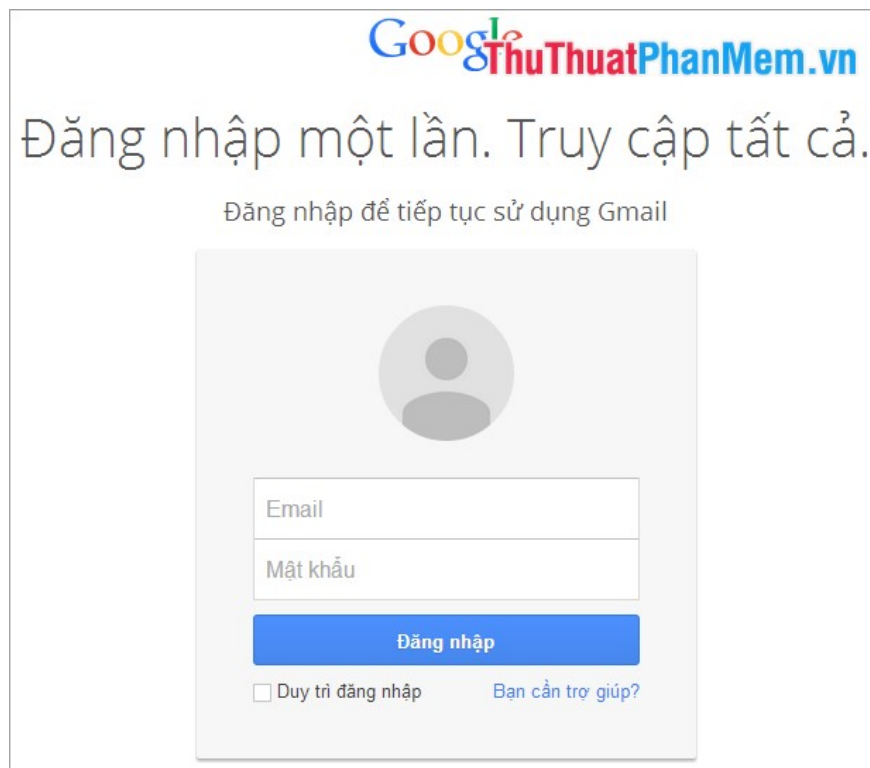 Google
ThuThuatPhanMem.vn
Đăng nhập một lần. Truy cập tất cả.
Đăng nhập để tiếp tục sử dụng Gmail
Email
Mật khẩu
Đăng nhập
Duy trì đăng nhập Bạn cần trợ giúp?